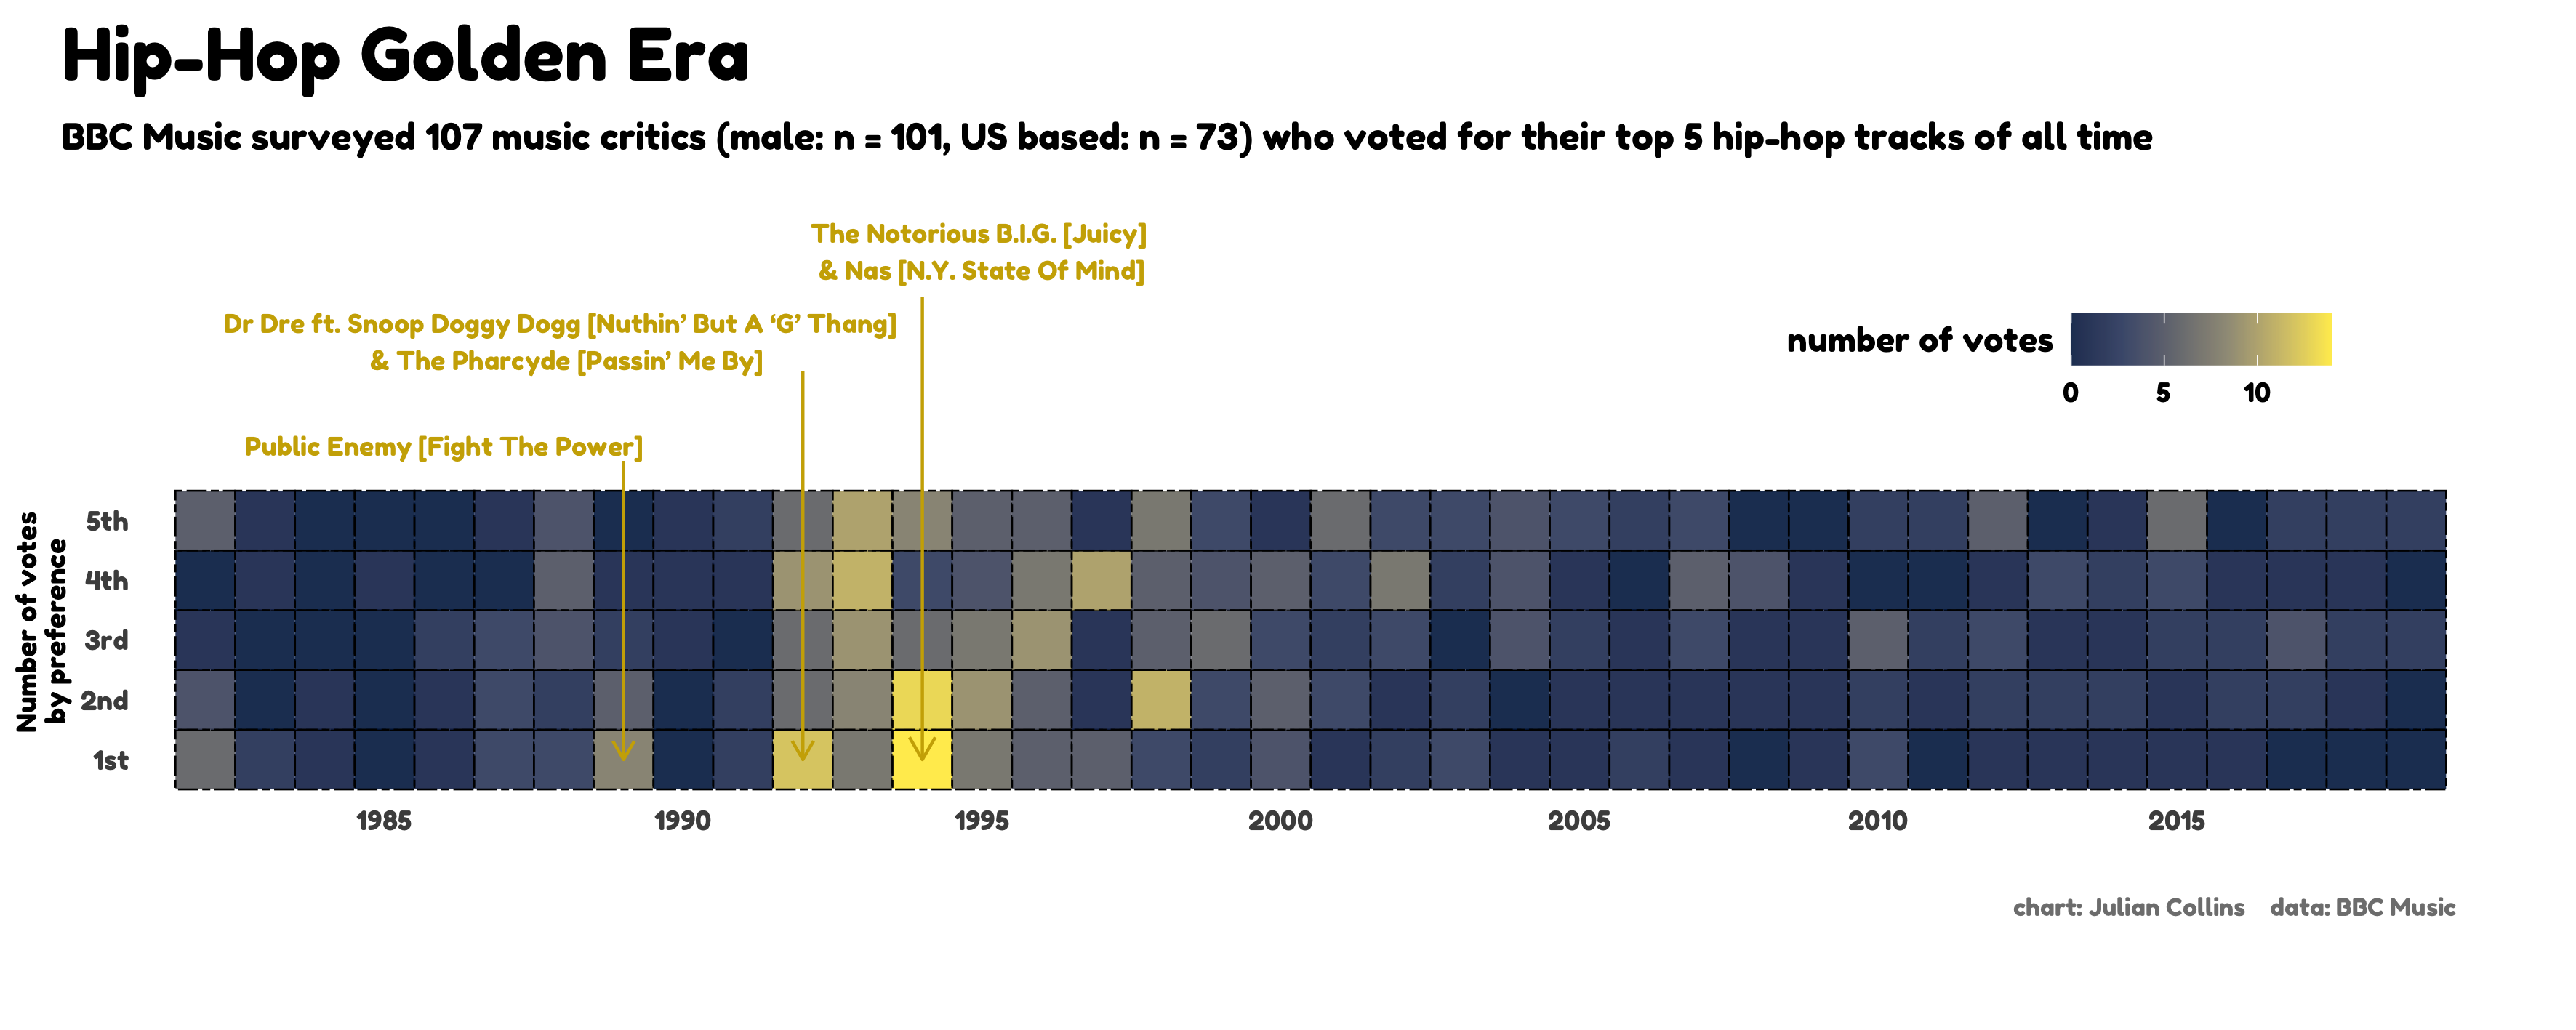 Hip-Hop Golden Era
BBC Music surveyed 107 music critics (male: n = 101, US based: n = 73) who voted for their top 5 hip-hop tracks of all time
The Notorious B.I.G. [Juicy]
& Nas [N.Y. State Of Mind]
Dr Dre ft. Snoop Doggy Dogg [Nuthin’ But A ‘G’ Thang]
& The Pharcyde [Passin’ Me By]
Public Enemy [Fight The Power]
number of votes
0 5 10
Number of votes
by preference
5th
4th
3rd
2nd
1st
1985 1990 1995 2000 2005 2010 2015
chart: Julian Collins data: BBC Music